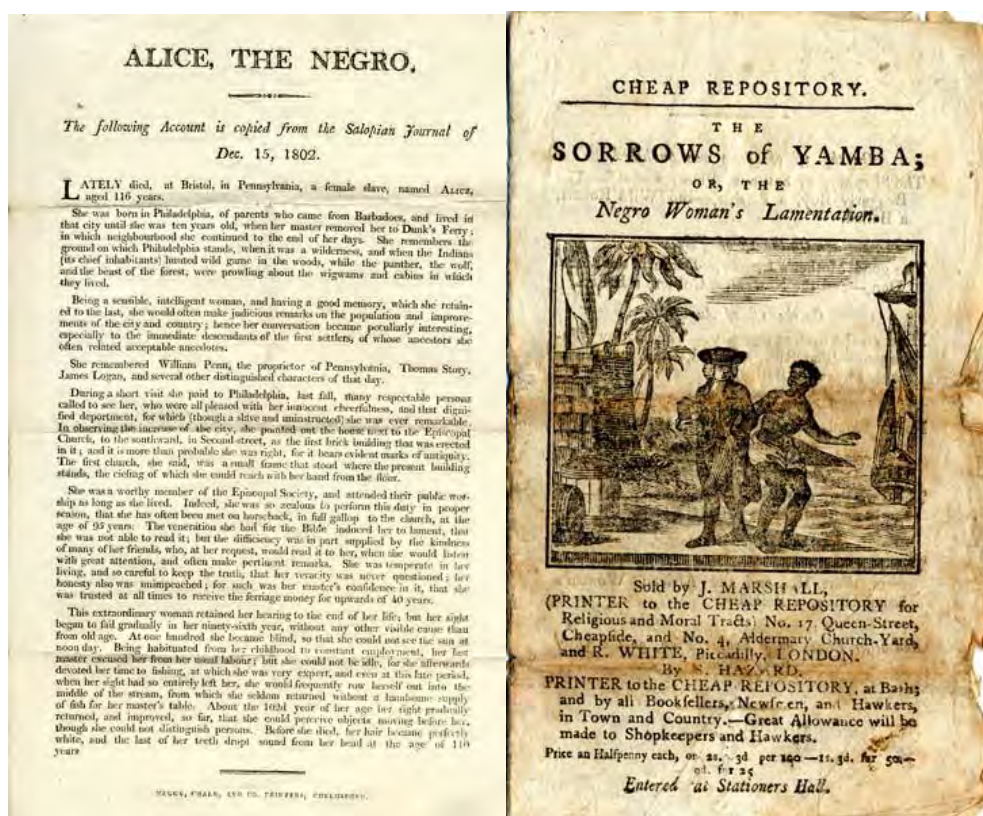 ALICE, THE NEGRO.
The following Account is copied from the Salopian Journal of
Dec. 15, 1802.
LATELY died, at Bristol, in Pennsylvania, a female slave, named ALICE,
aged 116 years.
She was born in Philadelphia, of parents who came from Barbadoes, and lived in
that city until she was ten years old, when her master removed her to Dunk's Ferry;
in which neighbourhood she continued to the end of her days. She remembers the
ground on which Philadelphia stands, when it was a wilderness, and when the Indians
(its chief inhabitants) hunted wild game in the woods, while the panther, the wolf,
and the beast of the forest, were prowling about the wigwams and cabins in which
they lived.
Being a sensible, intelligent woman, and having a good memory, which she retain-
ed to the last, she would often make judicious remarks on the population and improve-
ments of the city and country; hence her conversation became peculiarly interesting,
especially to the immediate descendants of the first settlers, of whose ancestors she
often related acceptable anecdotes.
She remembered William Penn, the proprietor of Pennsylvania, Thomas Story,
James Logan, and several other distinguished characters of that day.
During a short visit she paid to Philadelphia, last fall, many respectable persons
called to see her, who were all pleased with her innocent cheerfulness, and that digni-
fied department, for which (though a slave and uninstructed) she was ever remarkable.
In observing the increase of the city, she pointed out the house next to the Episcopal
Church, to the southward, in Second-street, as the first brick building that was erected
in it; and it is more than probable she was right, for it bears evident marks of antiquity.
The first church, she said, was a small frame that stood where the present building
stands, the cieling of which she could reach with her hand from the floor.
She was a worthy member of the Episcopal Society, and attended their public wor-
ship as long as she lived. Indeed, she was so zealous to perform this duty in proper
season, that she has often been met on horseback, in full gallop to the church, at the
age of 95 years. The veneration she had for the Bible induced her to lament, that
she was not able to read it; but the difficiency was in part supplied by the kindness
of many of her friends, who, at her request, would read it to her, when she would listen
with great attention, and often make pertinent remarks. She was temperate in her
living, and so careful to keep the truth, that her veracity was never questioned; her
honesty also was unimpeached; for such was her master's confidence in it, that she
was trusted at all times to receive the ferriage money for upwards of 40 years.
This extraordinary woman retained her hearing to the end of her life; but her sight
began to fail gradually in her ninety-sixth year, without any other visible cause than
from old age. At one hundred she became blind, so that she could not see the sun at
noon day. Being habituated from her childhood to constant employment, her last
master excused her from her usual labour; but she could not be idle, for she afterwards
devoted her time to fishing, at which she was very expert, and even at this late period,
when her sight had so entirely left her, she would frequently row herself out into the
middle of the stream, from which she seldom returned without a handsome supply
of fish for her master's table. About the 102d year of her age her sight gradually
returned, and improved, so far, that she could perceive objects moving before her,
though she could not distinguish persons. Before she died, her hair became perfectly
white, and the last of her teeth dropt sound from her head at the age of 116
years
AND CO. PRINTERS, CHELMSFORD.
CHEAP REPOSITORY.
THE
SORROWS of YAMBA;
OR, THE
Negro Woman's Lamentation.
Sold by J. MARSHALL,
(PRINTER to the CHEAP REPOSITORY for
Religious and Moral Tracts) No. 17 Queen-Street,
Cheapside, and No. 4, Aldermary Church-Yard,
and R. WHITE, Piccadilly, LONDON.
By S. HAZARD,
PRINTER to the CHEAP REPOSITORY, at Bath;
and by all Booksellers, Newsmen, and Hawkers,
in Town and Country.—Great Allowance will be
made to Shopkeepers and Hawkers.
Price an Halfpenny each, or 2s. 3d per 100—1s. 3d. for 50—
9d. for 25
Entered at Stationers Hall.